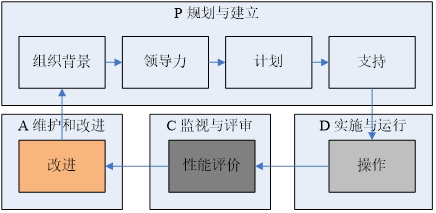 P 规划与建立
组织背景
领导力
计划
支持
A 维护和改进
C 监视与评审
D 实施与运行
改进
性能评价
操作